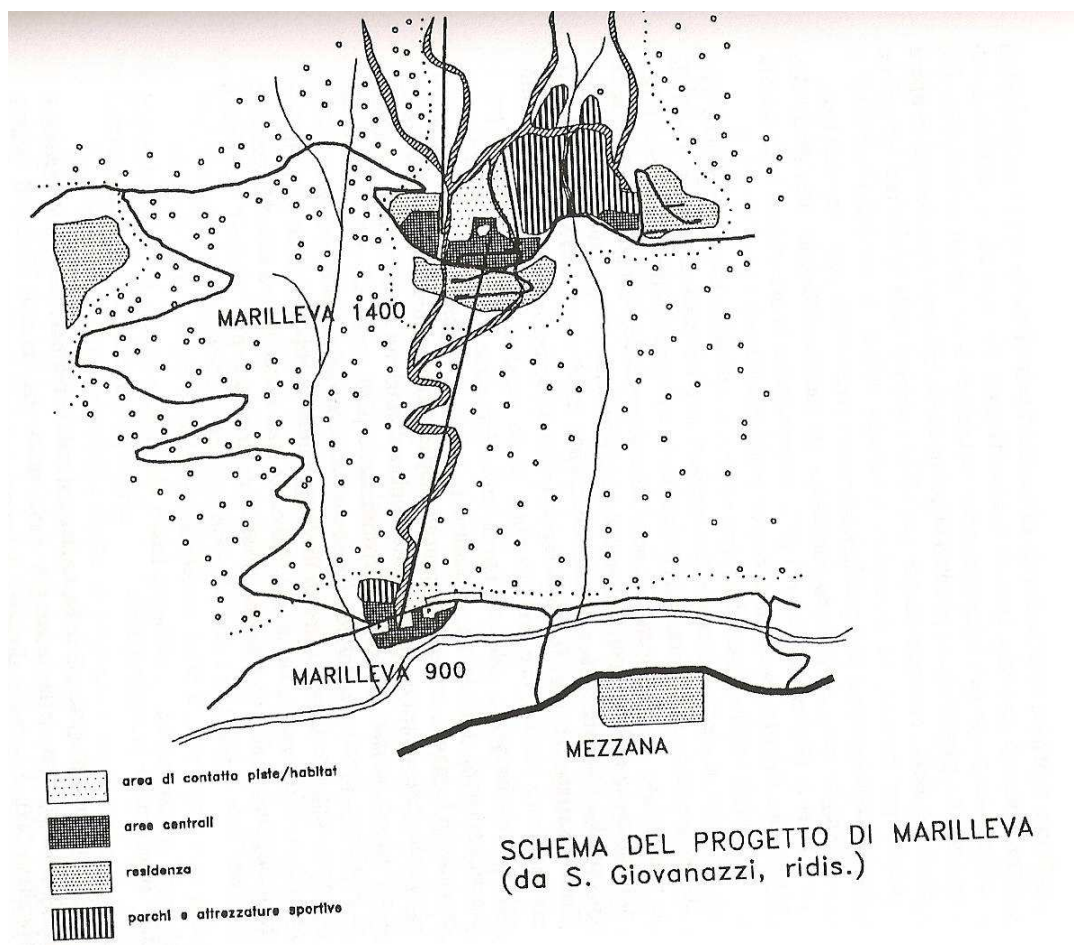 MARILLEVA 1400
MARILLEVA 900
MEZZANA
area di contatto piste/habitat
aree centrali
residenza
parchi e attrezzature sportive
SCHEMA DEL PROGETTO DI MARILLEVA
(da S. Giovanazzi, ridis.)